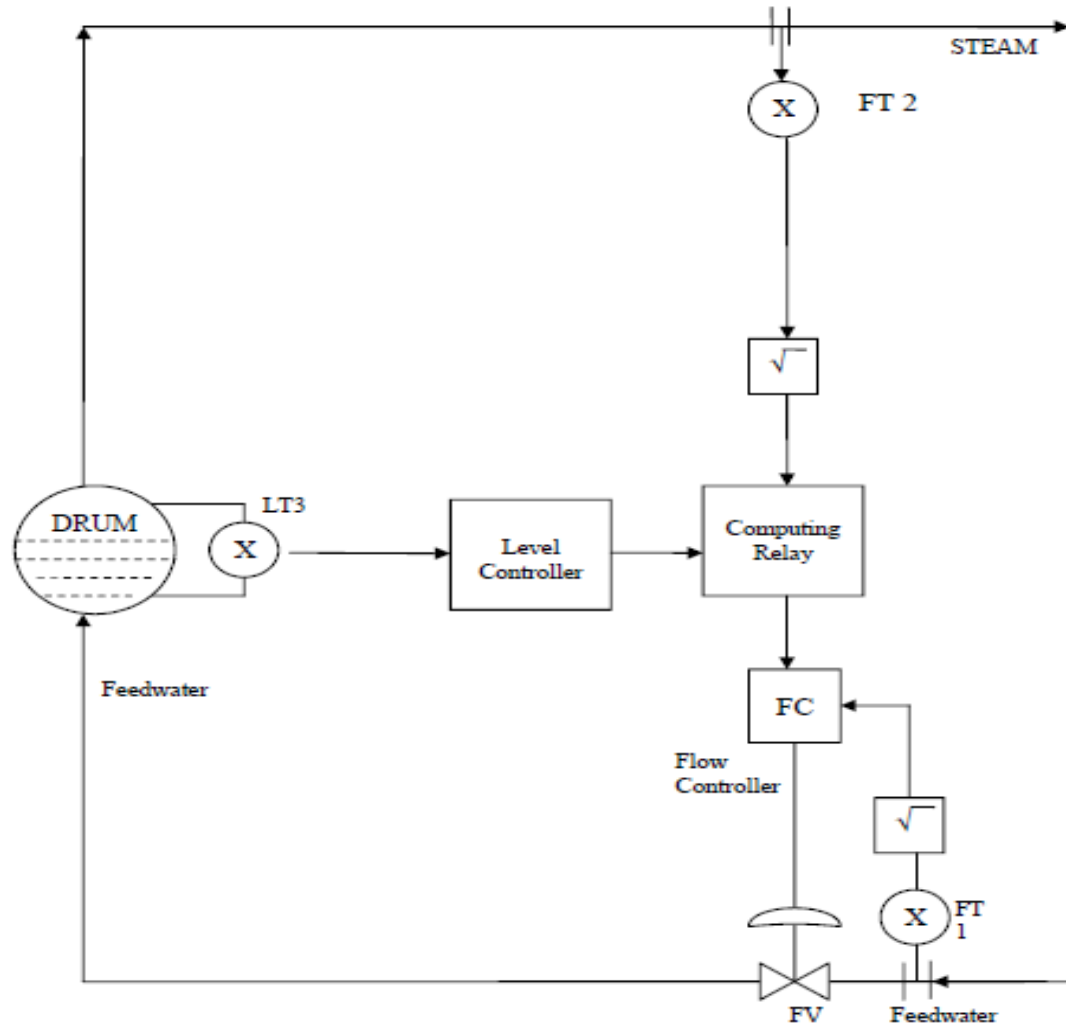 STEAM
X
FT 2
√
DRUM
LT3
X
Level
Controller
Computing
Relay
Feedwater
FC
Flow
Controller
√
X
FT
1
FV
Feedwater